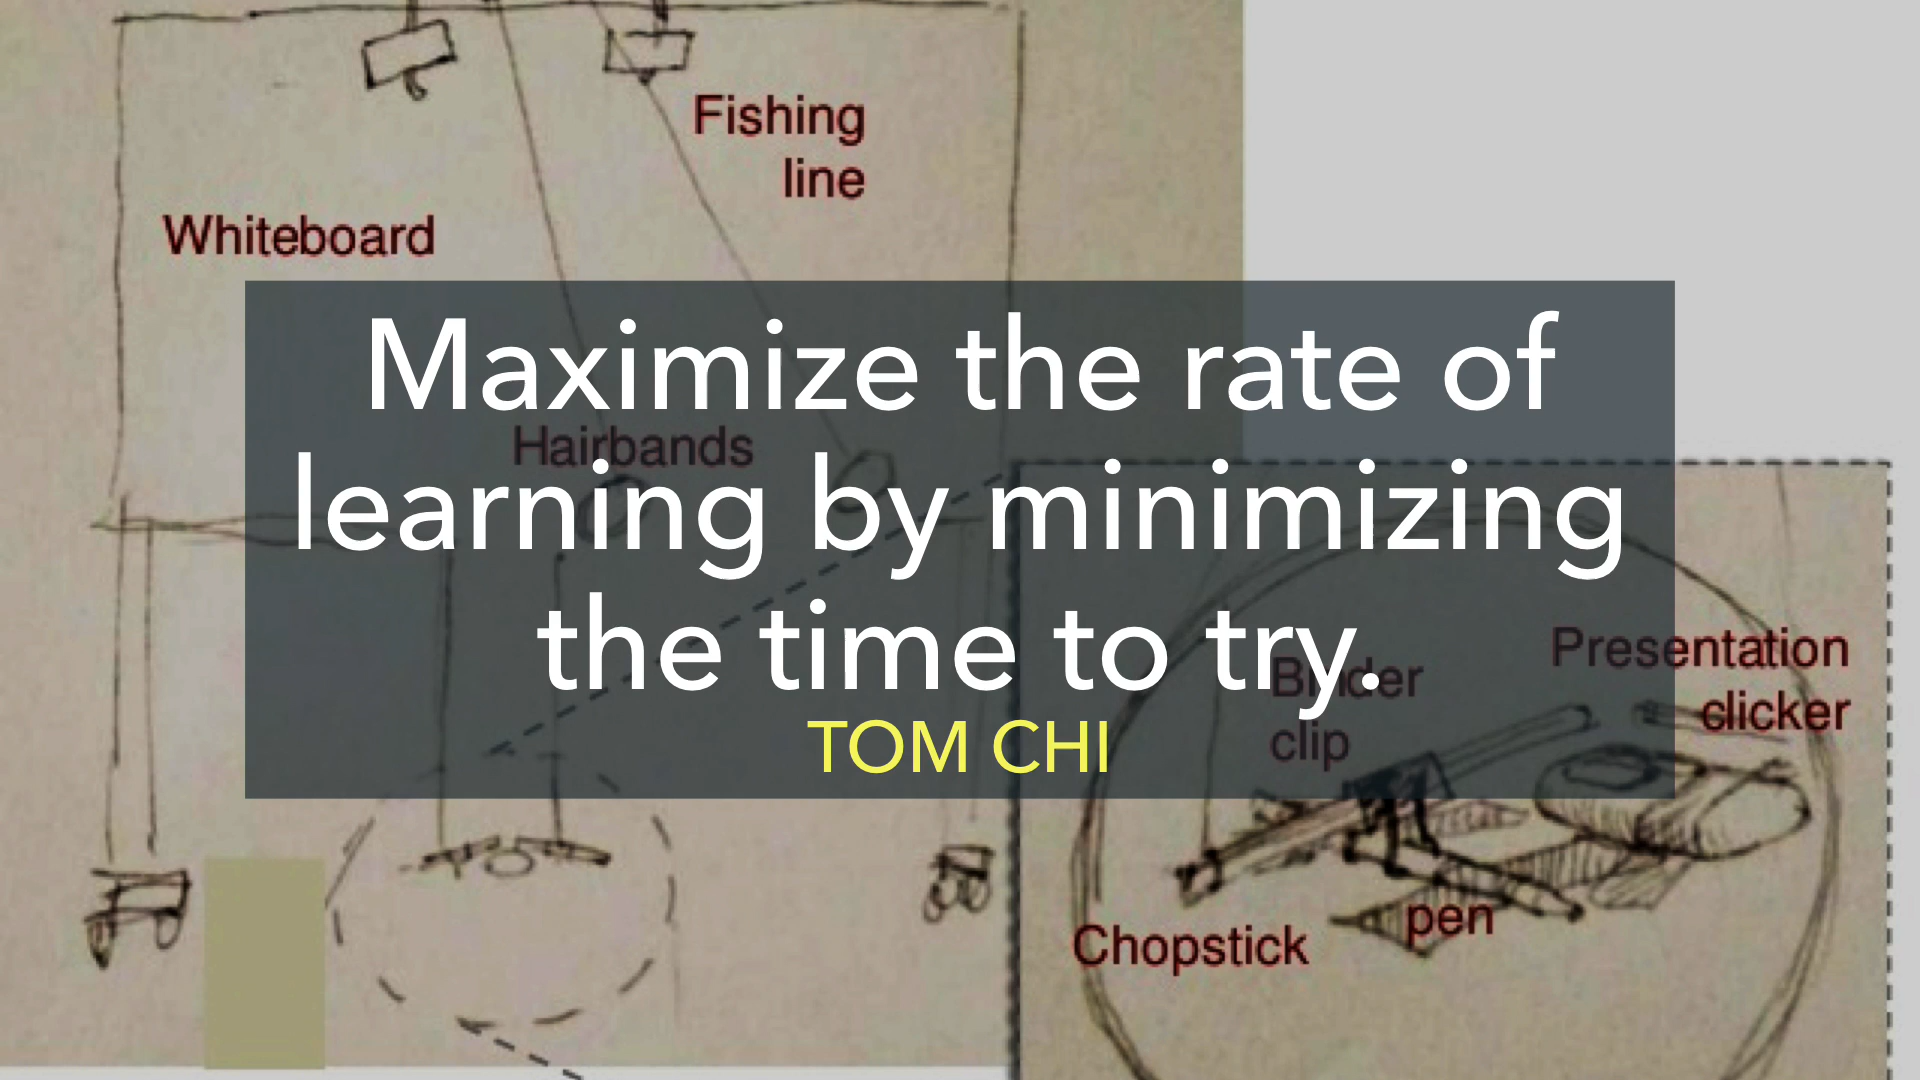 Fishing
line
Whiteboard
Maximize the rate of
Hairbands
learning by minimizing
the time to try.
TOM CHI
Binder
clip
Presentation
clicker
Chopstick
pen